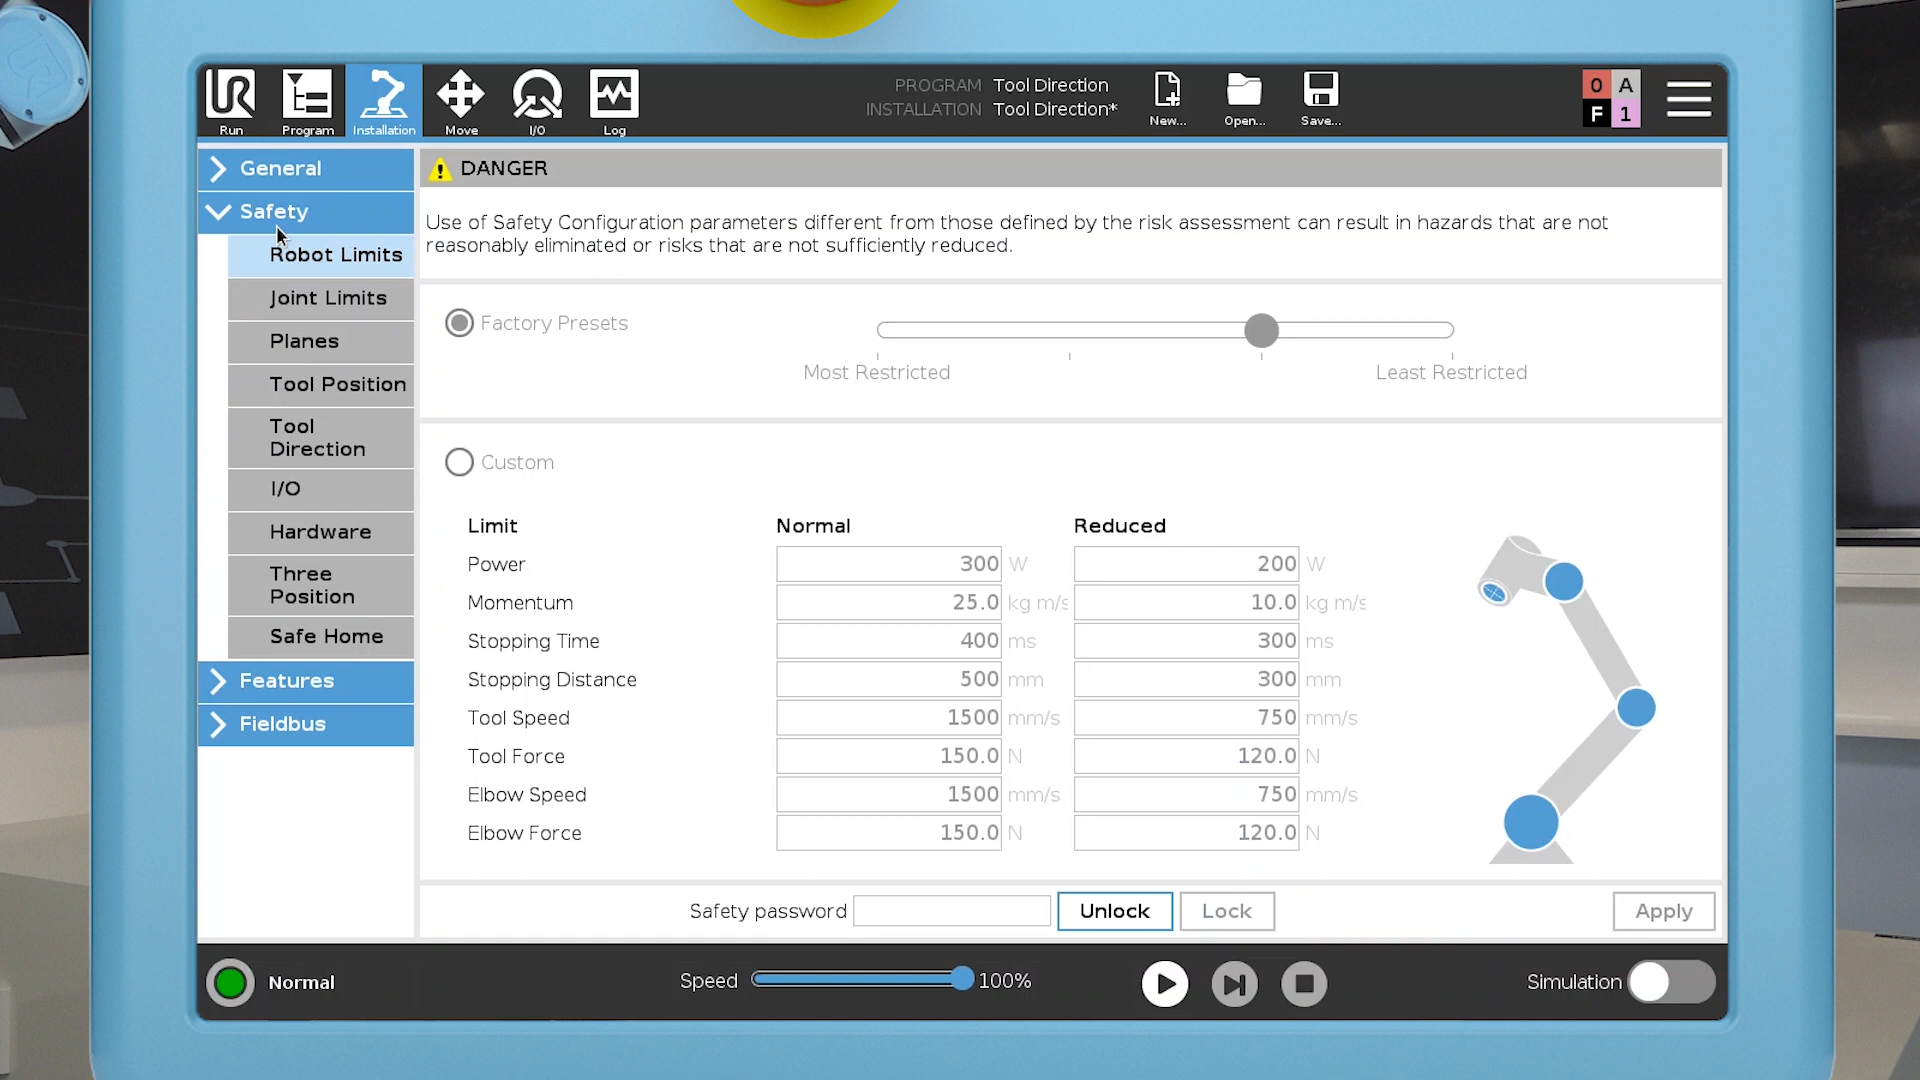 PROGRAM Tool Direction
INSTALLATION Tool Direction*
Run Program Installation Move I/O Log
New... Open... Save...
0 A
F 1
General
Safety
Robot Limits
Joint Limits
Planes
Tool Position
Tool
Direction
I/O
Hardware
Three
Position
Safe Home
Features
Fieldbus
DANGER
Use of Safety Configuration parameters different from those defined by the risk assessment can result in hazards that are not
reasonably eliminated or risks that are not sufficiently reduced.
Factory Presets
Most Restricted Least Restricted
Custom
Limit Normal Reduced
Power 300 W 200 W
Momentum 25.0 kg m/s 10.0 kg m/s
Stopping Time 400 ms 300 ms
Stopping Distance 500 mm 300 mm
Tool Speed 1500 mm/s 750 mm/s
Tool Force 150.0 N 120.0 N
Elbow Speed 1500 mm/s 750 mm/s
Elbow Force 150.0 N 120.0 N
Safety password Unlock Lock Apply
Normal Speed 100% Simulation